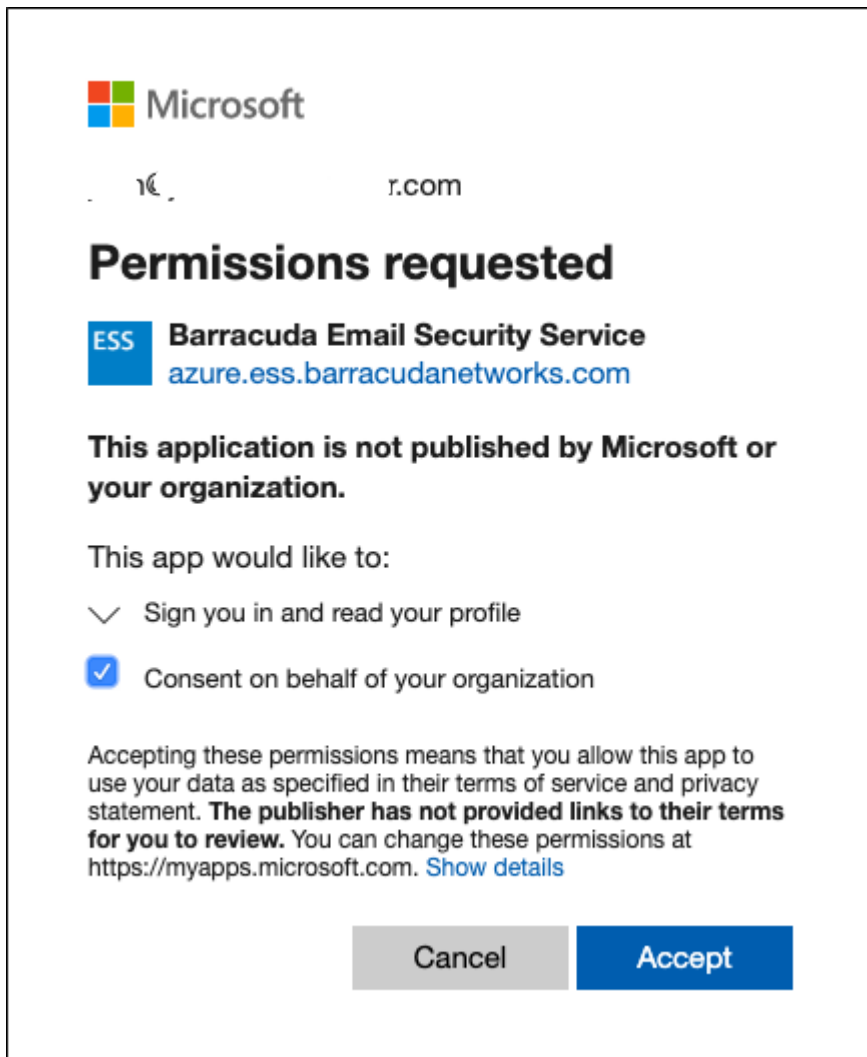 Microsoft
r.com
Permissions requested
ESS
Barracuda Email Security Service
azure.ess.barracudanetworks.com
This application is not published by Microsoft or
your organization.
This app would like to:
Sign you in and read your profile
Consent on behalf of your organization
Accepting these permissions means that you allow this app to
use your data as specified in their terms of service and privacy
statement. The publisher has not provided links to their terms
for you to review. You can change these permissions at
https://myapps.microsoft.com. Show details
Cancel
Accept